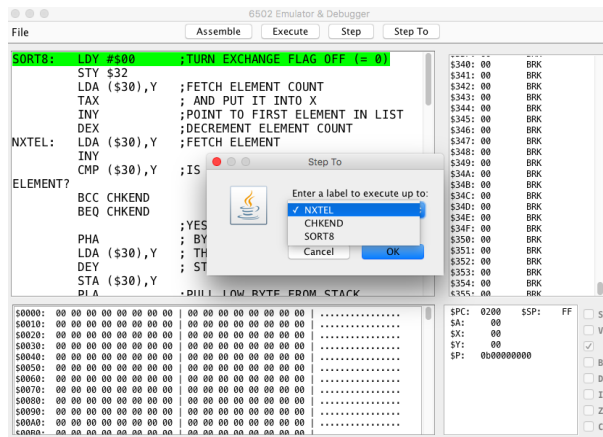 6502 Emulator & Debugger
File
Assemble Execute Step Step To
SORT8: LDY #$00 ;TURN EXCHANGE FLAG OFF (= 0)
STY $32
LDA ($30),Y ;FETCH ELEMENT COUNT
TAX ; AND PUT IT INTO X
INY ;POINT TO FIRST ELEMENT IN LIST
DEX ;DECREMENT ELEMENT COUNT
NXTEL: LDA ($30),Y ;FETCH ELEMENT
INY
CMP ($30),Y ;IS
ELEMENT?
BCC CHKEND
BEQ CHKEND
;YES
PHA ; BY
LDA ($30),Y ; TH
DEY ; ST
STA ($30),Y
PLA ;PULL LOW BYTE FROM STACK
Step To
Enter a label to execute up to:
✓ NXTEL
CHKEND
SORT8
Cancel OK
$340: 00 BRK
$341: 00 BRK
$342: 00 BRK
$343: 00 BRK
$344: 00 BRK
$345: 00 BRK
$346: 00 BRK
$347: 00 BRK
$348: 00 BRK
$349: 00 BRK
$34A: 00 BRK
$34B: 00 BRK
$34C: 00 BRK
$34D: 00 BRK
$34E: 00 BRK
$34F: 00 BRK
$350: 00 BRK
$351: 00 BRK
$352: 00 BRK
$353: 00 BRK
$354: 00 BRK
$355: 00 BRK
$0000: 00 00 00 00 00 00 00 00 | 00 00 00 00 00 00 00 00 | ................
$0010: 00 00 00 00 00 00 00 00 | 00 00 00 00 00 00 00 00 | ................
$0020: 00 00 00 00 00 00 00 00 | 00 00 00 00 00 00 00 00 | ................
$0030: 00 00 00 00 00 00 00 00 | 00 00 00 00 00 00 00 00 | ................
$0040: 00 00 00 00 00 00 00 00 | 00 00 00 00 00 00 00 00 | ................
$0050: 00 00 00 00 00 00 00 00 | 00 00 00 00 00 00 00 00 | ................
$0060: 00 00 00 00 00 00 00 00 | 00 00 00 00 00 00 00 00 | ................
$0070: 00 00 00 00 00 00 00 00 | 00 00 00 00 00 00 00 00 | ................
$0080: 00 00 00 00 00 00 00 00 | 00 00 00 00 00 00 00 00 | ................
$0090: 00 00 00 00 00 00 00 00 | 00 00 00 00 00 00 00 00 | ................
$00A0: 00 00 00 00 00 00 00 00 | 00 00 00 00 00 00 00 00 | ................
$00B0: 00 00 00 00 00 00 00 00 | 00 00 00 00 00 00 00 00 | ................
$PC: 0200 $SP: FF
$A: 00
$X: 00
$Y: 00
$P: 0b00000000
S
V
B
D
I
Z
C